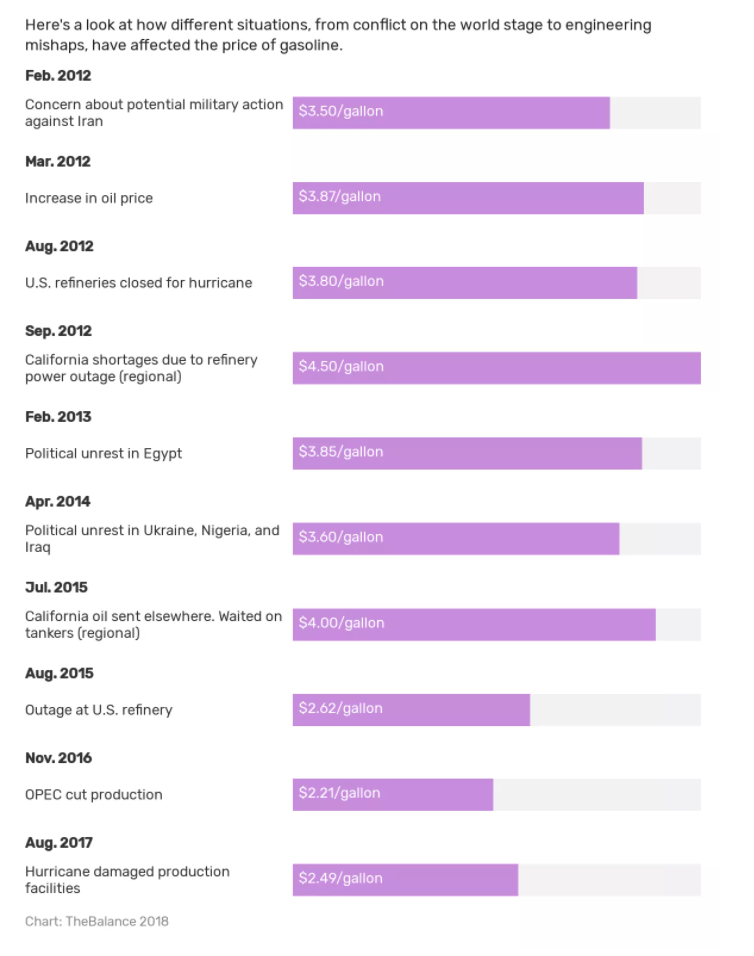 Here's a look at how different situations, from conflict on the world stage to engineering
mishaps, have affected the price of gasoline.
Feb. 2012
Concern about potential military action
against Iran
$3.50/gallon
Mar. 2012
Increase in oil price
$3.87/gallon
Aug. 2012
U.S. refineries closed for hurricane
$3.80/gallon
Sep. 2012
California shortages due to refinery
power outage (regional)
$4.50/gallon
Feb. 2013
Political unrest in Egypt
$3.85/gallon
Apr. 2014
Political unrest in Ukraine, Nigeria, and
Iraq
$3.60/gallon
Jul. 2015
California oil sent elsewhere. Waited on
tankers (regional)
$4.00/gallon
Aug. 2015
Outage at U.S. refinery
$2.62/gallon
Nov. 2016
OPEC cut production
$2.21/gallon
Aug. 2017
Hurricane damaged production
facilities
$2.49/gallon
Chart: TheBalance 2018